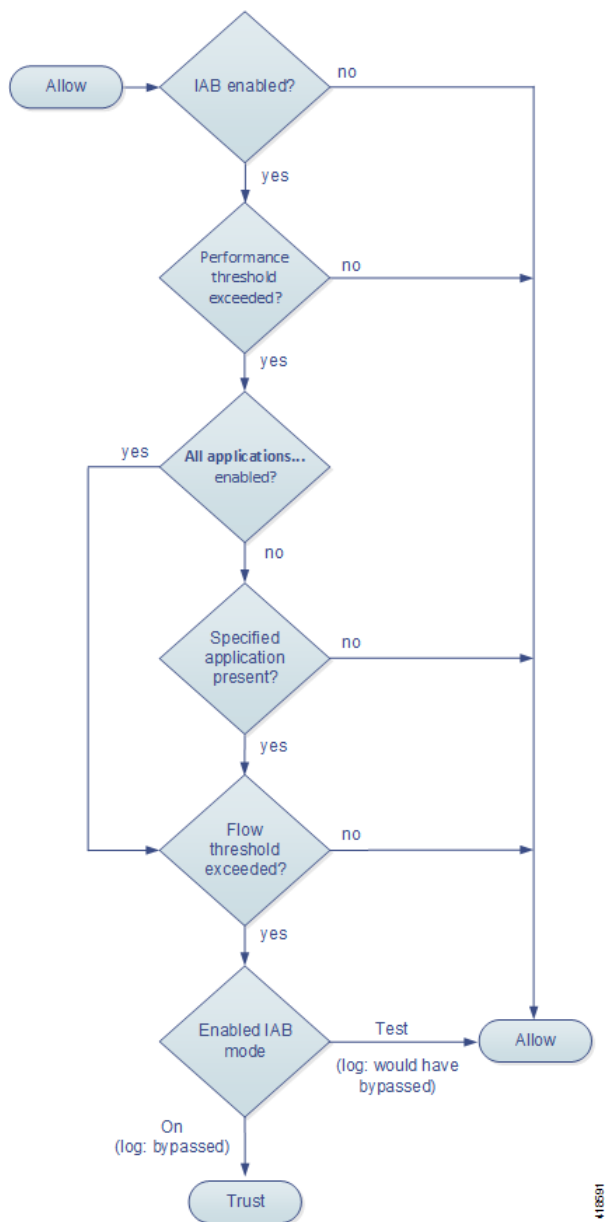 Allow
IAB enabled?
no
yes
Performance
threshold
exceeded?
no
yes
yes
All applications...
enabled?
no
Specified
application
present?
no
yes
Flow
threshold
exceeded?
no
yes
Enabled IAB
mode
Test
(log: would have
bypassed)
Allow
On
(log: bypassed)
Trust
418591